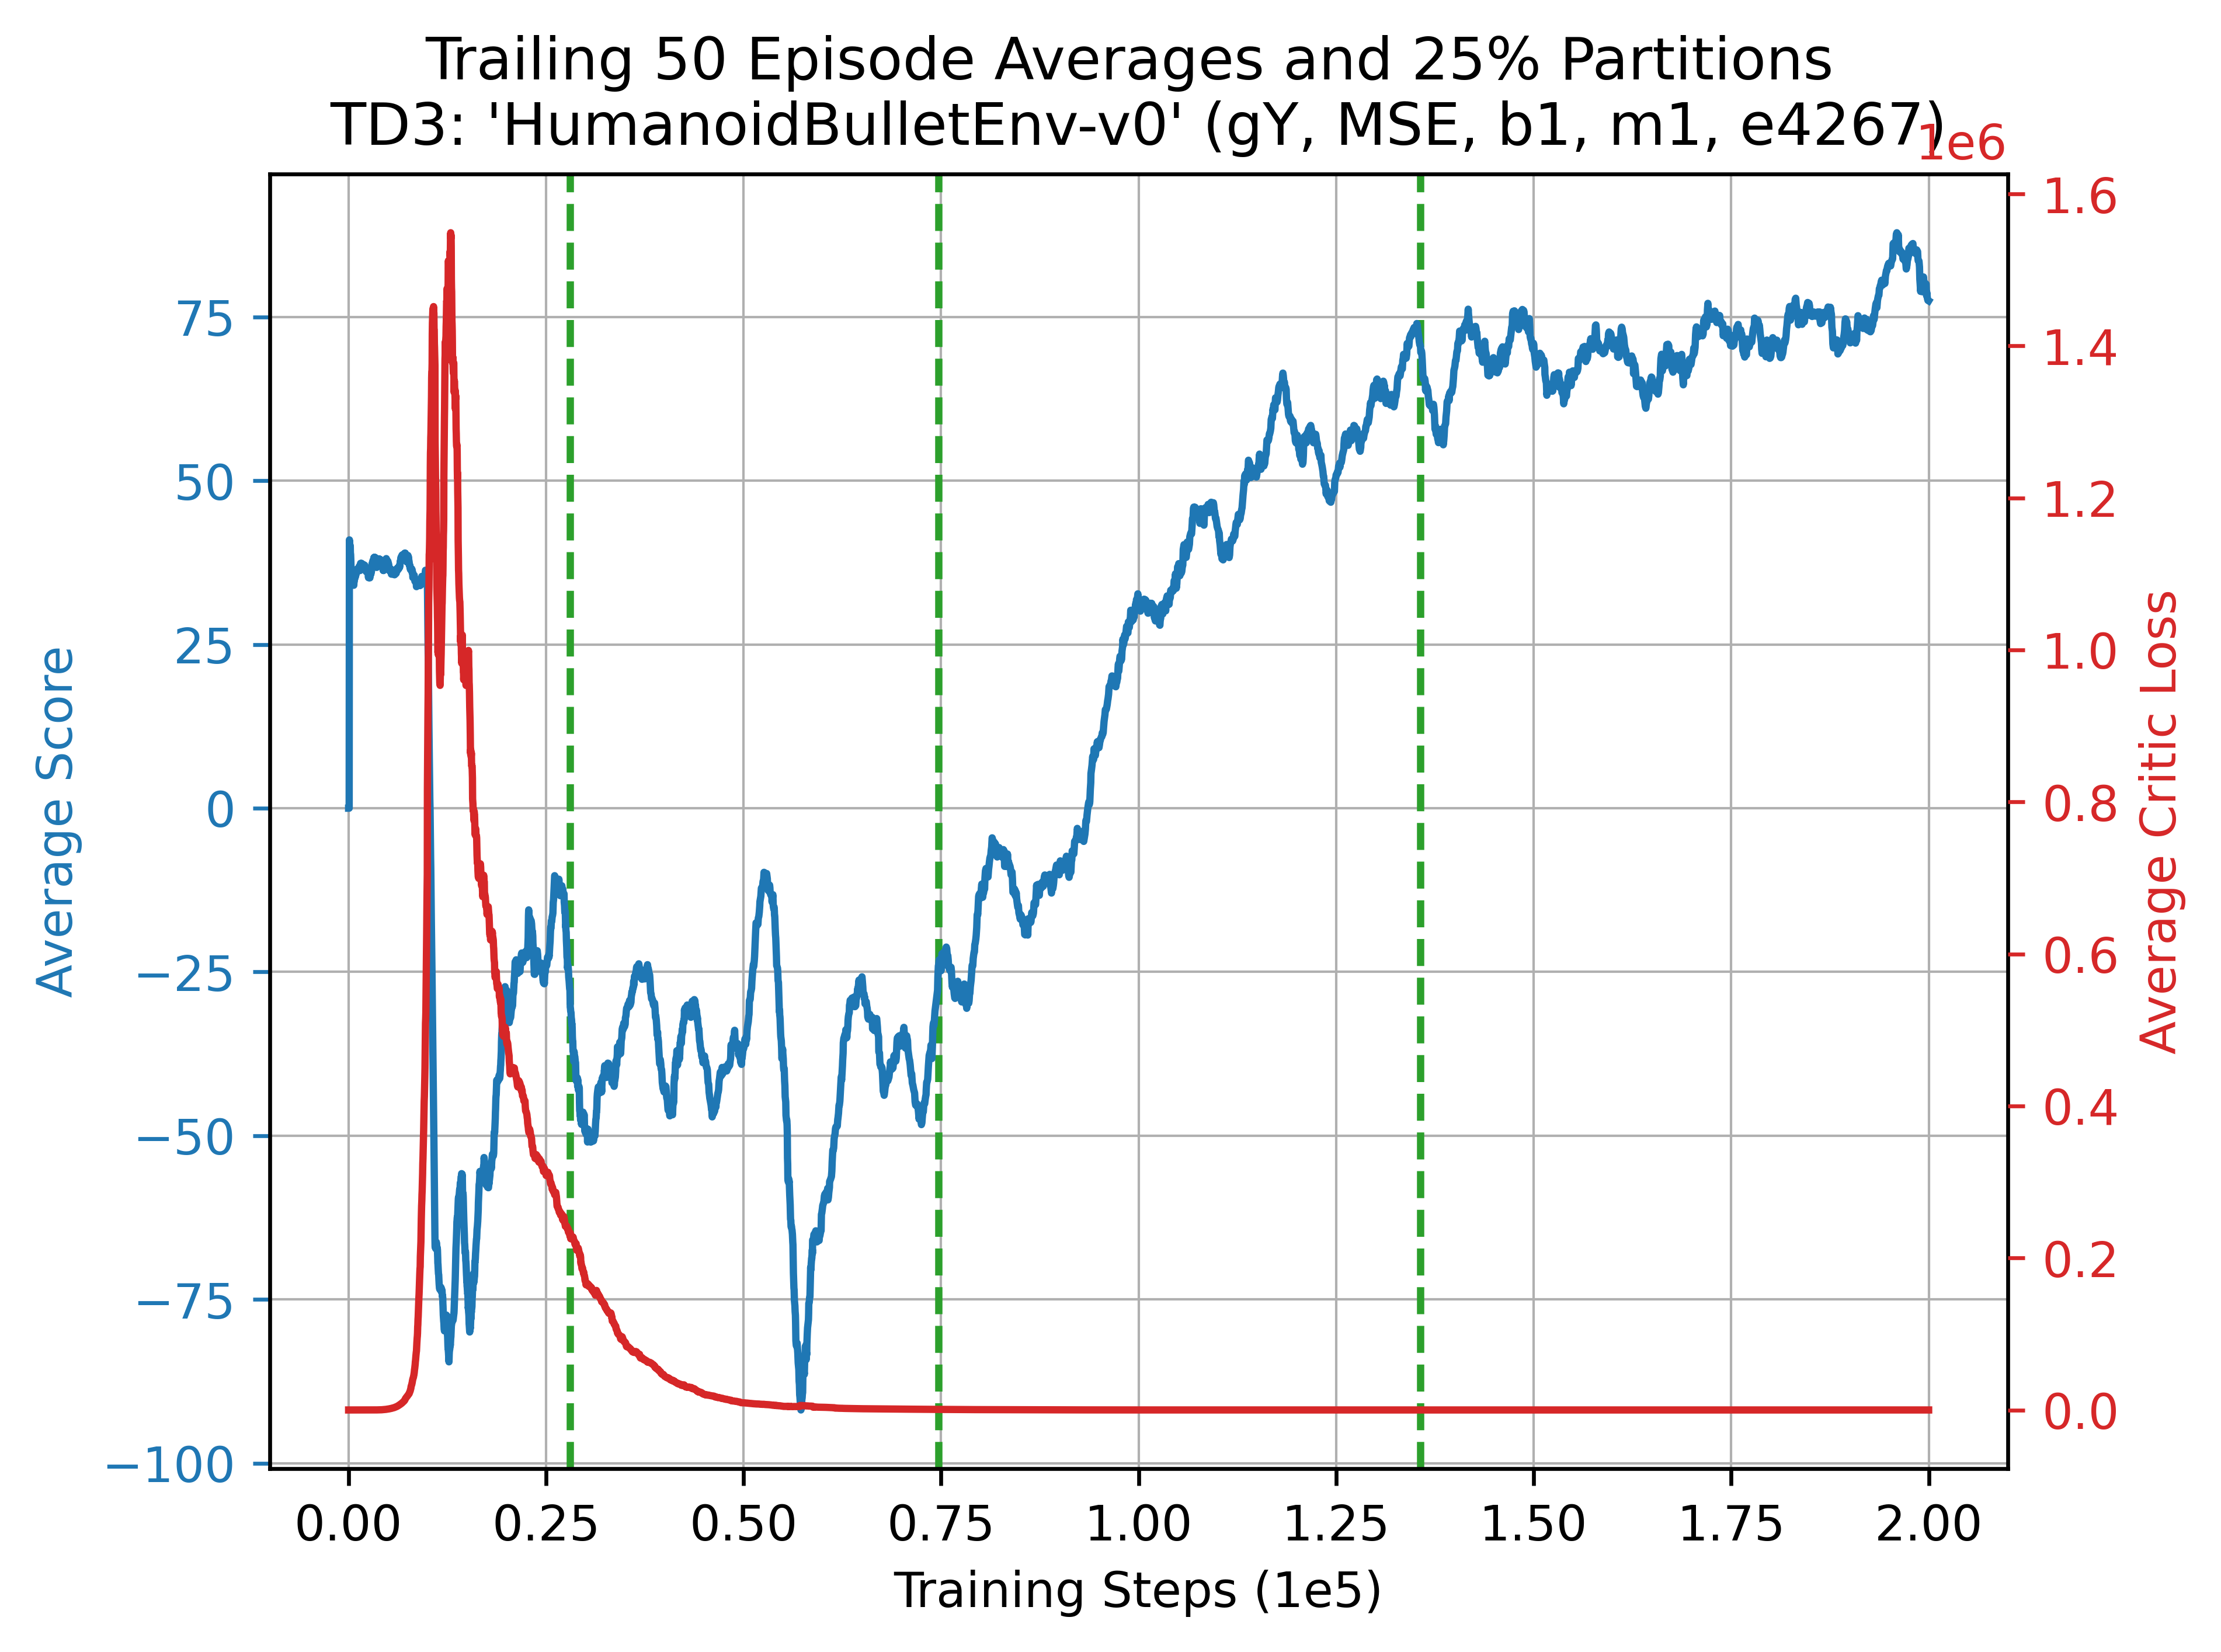 Trailing 50 Episode Averages and 25% Partitions
TD3: 'HumanoidBulletEnv-v0' (gY, MSE, b1, m1, e4267)
1e6
75
50
25
0
−25
−50
−75
−100
Average Score
1.6
1.4
1.2
1.0
0.8
0.6
0.4
0.2
0.0
Average Critic Loss
0.00 0.25 0.50 0.75 1.00 1.25 1.50 1.75 2.00
Training Steps (1e5)